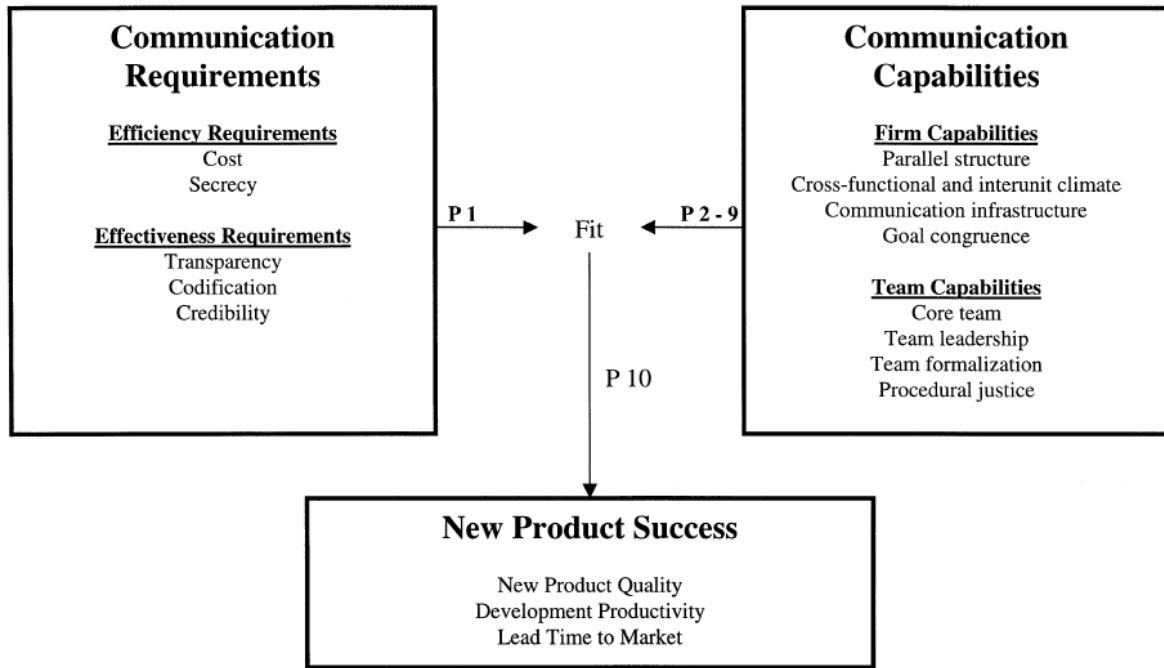 Communication
Requirements
Efficiency Requirements
Cost
Secrecy
Effectiveness Requirements
Transparency
Codification
Credibility
P 1
Fit
P 2 - 9
Communication
Capabilities
Firm Capabilities
Parallel structure
Cross-functional and interunit climate
Communication infrastructure
Goal congruence
Team Capabilities
Core team
Team leadership
Team formalization
Procedural justice
P 10
New Product Success
New Product Quality
Development Productivity
Lead Time to Market